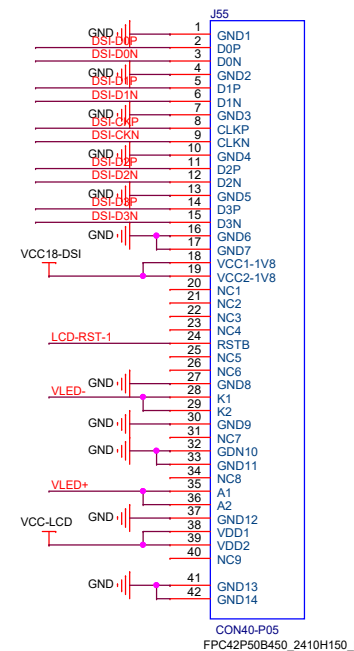 J55
GND 1 GND1
DSI-D0P 2 D0P
DSI-D0N 3 D0N
GND 4 GND2
DSI-D1P 5 D1P
DSI-D1N 6 D1N
GND 7 GND3
DSI-CKP 8 CLKP
DSI-CKN 9 CLKN
GND 10 GND4
DSI-D2P 11 D2P
DSI-D2N 12 D2N
GND 13 GND5
DSI-D3P 14 D3P
DSI-D3N 15 D3N
GND 16 GND6
17 GND7
VCC18-DSI 18 VCC1-1V8
19 VCC2-1V8
20 NC1
21 NC2
22 NC3
23 NC4
LCD-RST-1 24 RSTB
25 NC5
26 NC6
GND 27 GND8
VLED- 28 K1
29 K2
GND 30 GND9
31 NC7
GND 32 GDN10
33 GND11
34 NC8
VLED+ 35 A1
36 A2
GND 37 GND12
VCC-LCD 38 VDD1
39 VDD2
40 NC9
GND 41 GND13
42 GND14
CON40-P05
FPC42P50B450_2410H150_